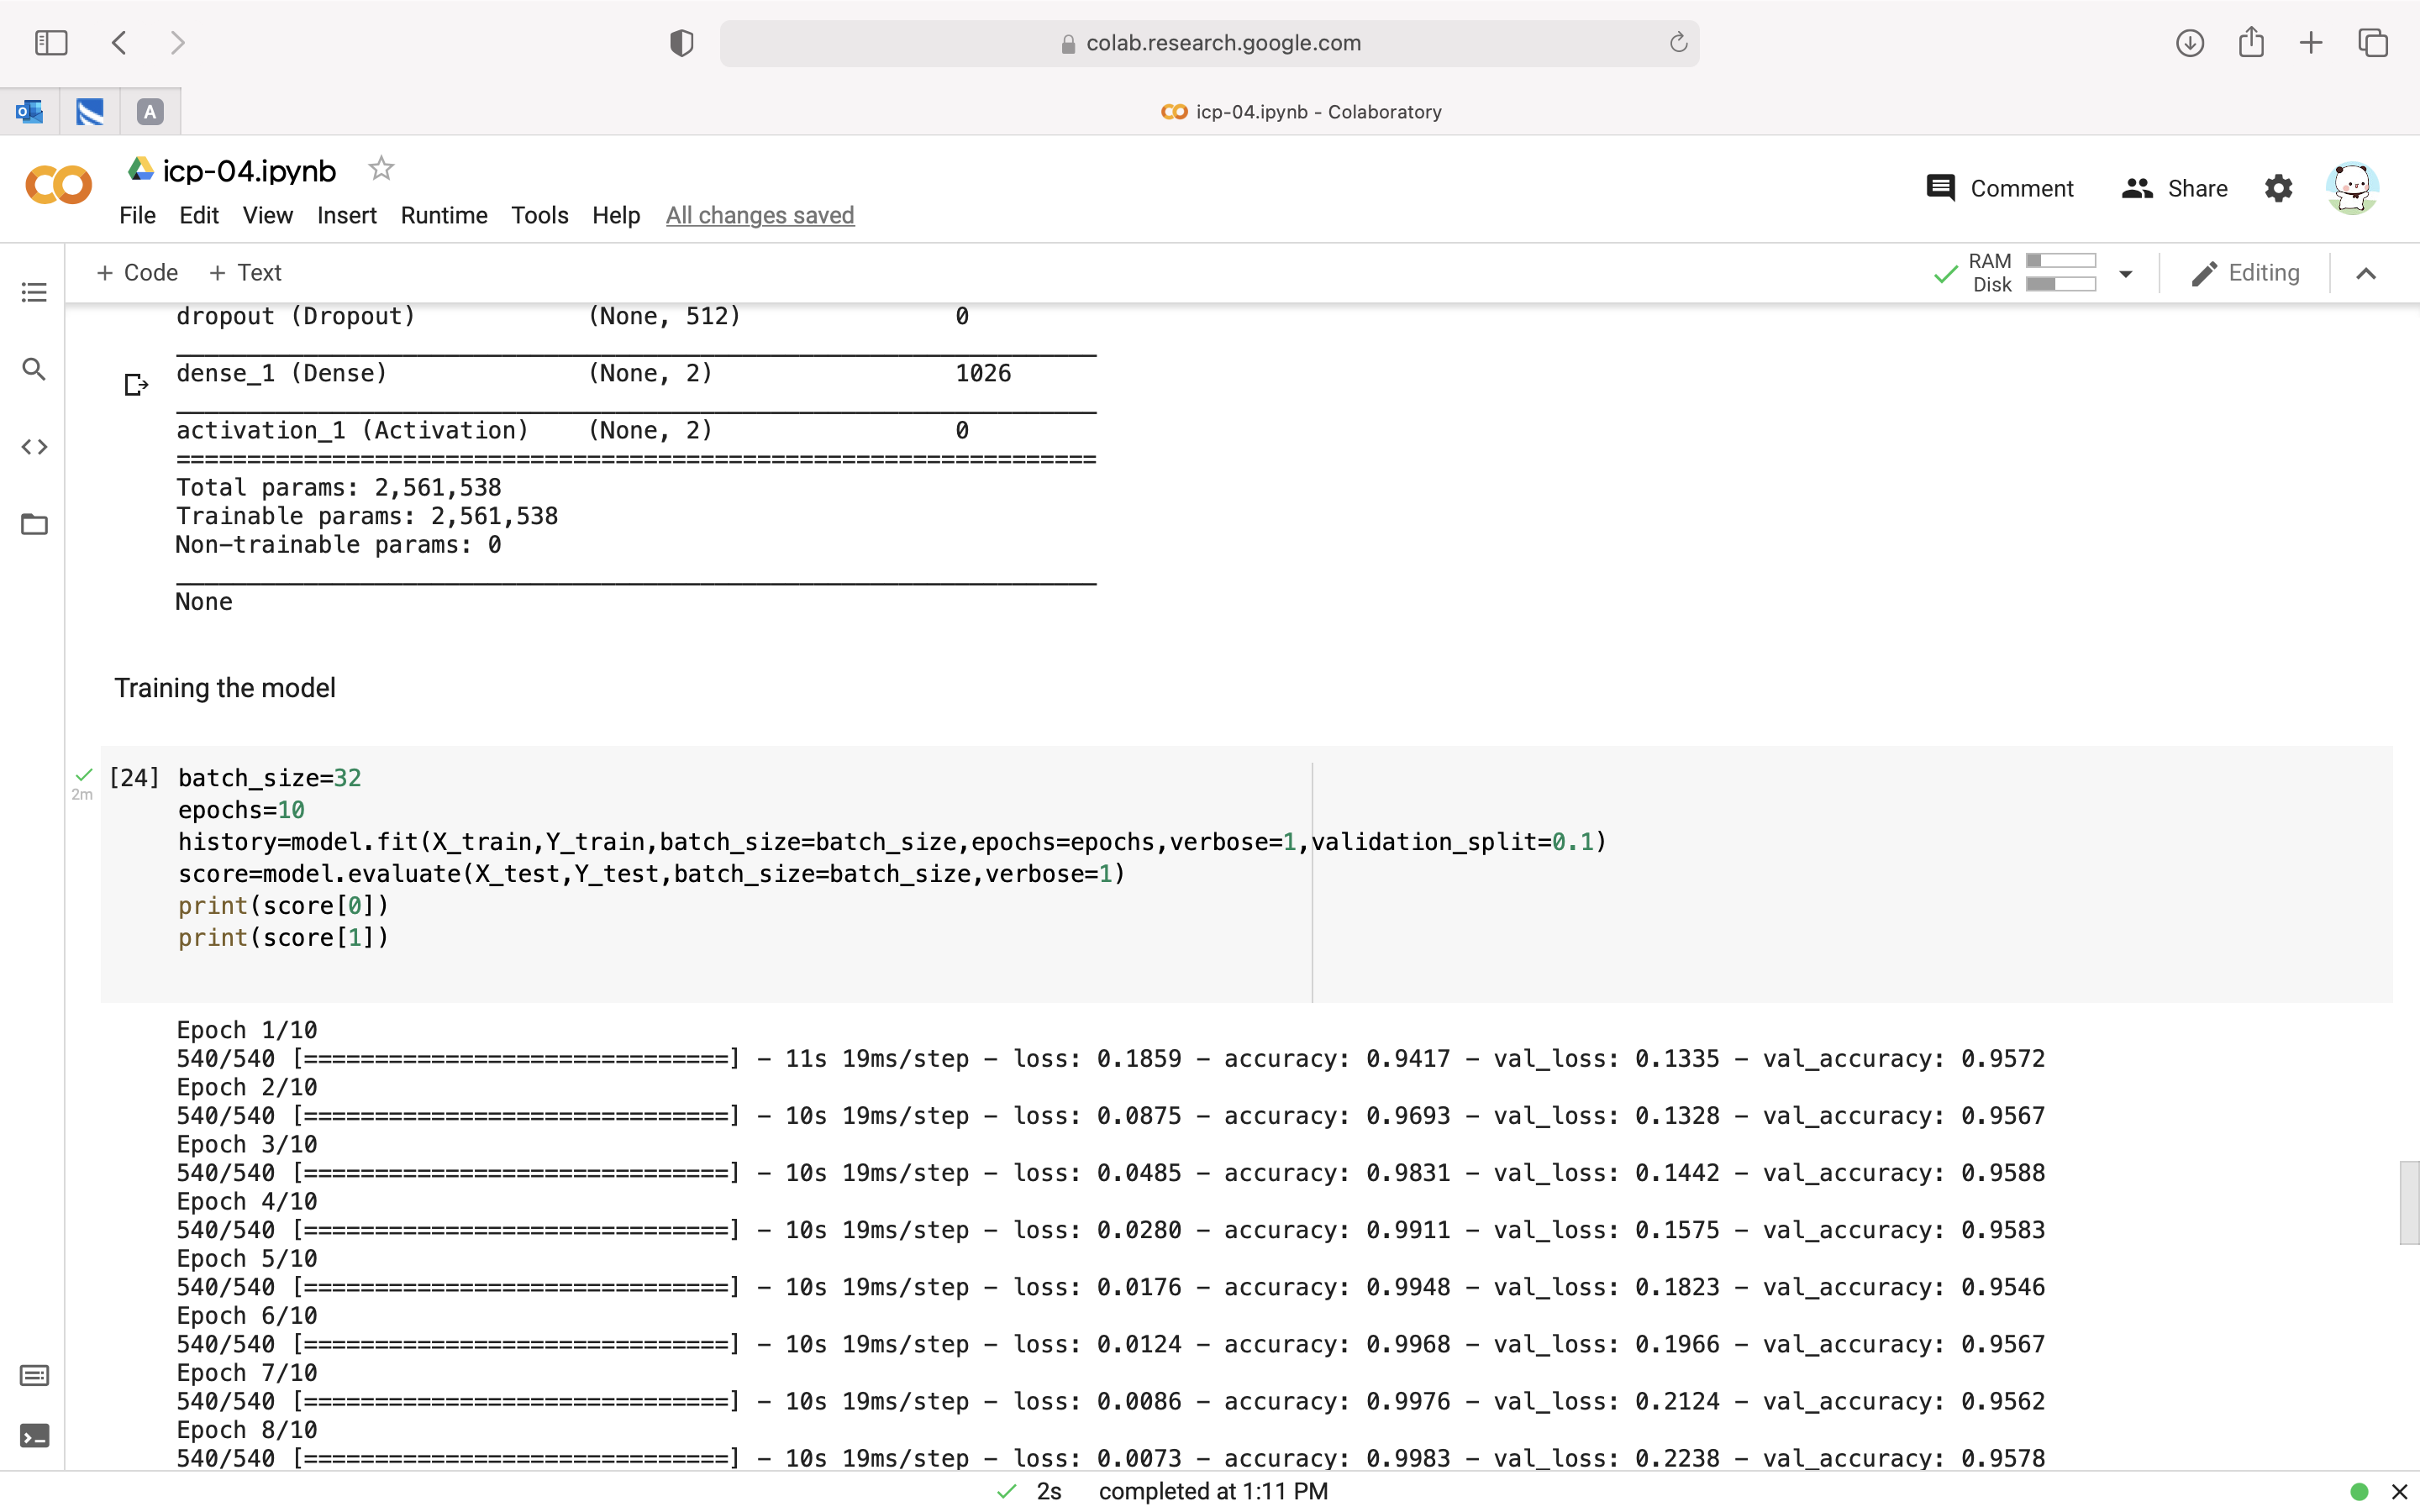 colab.research.google.com
A
icp-04.ipynb - Colaboratory
icp-04.ipynb
Comment
Share
File Edit View Insert Runtime Tools Help All changes saved
+ Code + Text
RAM
Disk
Editing
dropout (Dropout) (None, 512) 0
_________________________________________________________________
dense_1 (Dense) (None, 2) 1026
_________________________________________________________________
activation_1 (Activation) (None, 2) 0
=================================================================
Total params: 2,561,538
Trainable params: 2,561,538
Non-trainable params: 0
_________________________________________________________________
None
Training the model
2m
[24] batch_size=32
epochs=10
history=model.fit(X_train,Y_train,batch_size=batch_size,epochs=epochs,verbose=1,validation_split=0.1)
score=model.evaluate(X_test,Y_test,batch_size=batch_size,verbose=1)
print(score[0])
print(score[1])
Epoch 1/10
540/540 [==============================] - 11s 19ms/step - loss: 0.1859 - accuracy: 0.9417 - val_loss: 0.1335 - val_accuracy: 0.9572
Epoch 2/10
540/540 [==============================] - 10s 19ms/step - loss: 0.0875 - accuracy: 0.9693 - val_loss: 0.1328 - val_accuracy: 0.9567
Epoch 3/10
540/540 [==============================] - 10s 19ms/step - loss: 0.0485 - accuracy: 0.9831 - val_loss: 0.1442 - val_accuracy: 0.9588
Epoch 4/10
540/540 [==============================] - 10s 19ms/step - loss: 0.0280 - accuracy: 0.9911 - val_loss: 0.1575 - val_accuracy: 0.9583
Epoch 5/10
540/540 [==============================] - 10s 19ms/step - loss: 0.0176 - accuracy: 0.9948 - val_loss: 0.1823 - val_accuracy: 0.9546
Epoch 6/10
540/540 [==============================] - 10s 19ms/step - loss: 0.0124 - accuracy: 0.9968 - val_loss: 0.1966 - val_accuracy: 0.9567
Epoch 7/10
540/540 [==============================] - 10s 19ms/step - loss: 0.0086 - accuracy: 0.9976 - val_loss: 0.2124 - val_accuracy: 0.9562
Epoch 8/10
540/540 [==============================] - 10s 19ms/step - loss: 0.0073 - accuracy: 0.9983 - val_loss: 0.2238 - val_accuracy: 0.9578
2s completed at 1:11 PM